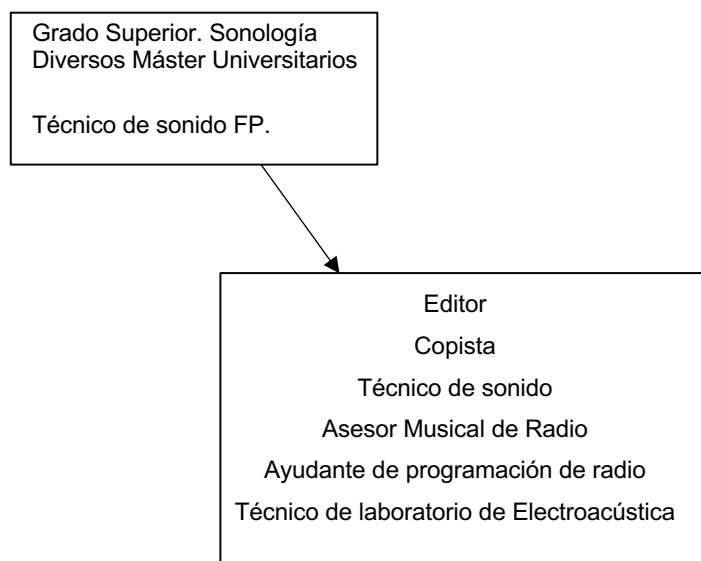 Grado Superior. Sonología
Diversos Máster Universitarios
Técnico de sonido FP.
Editor
Copista
Técnico de sonido
Asesor Musical de Radio
Ayudante de programación de radio
Técnico de laboratorio de Electroacústica